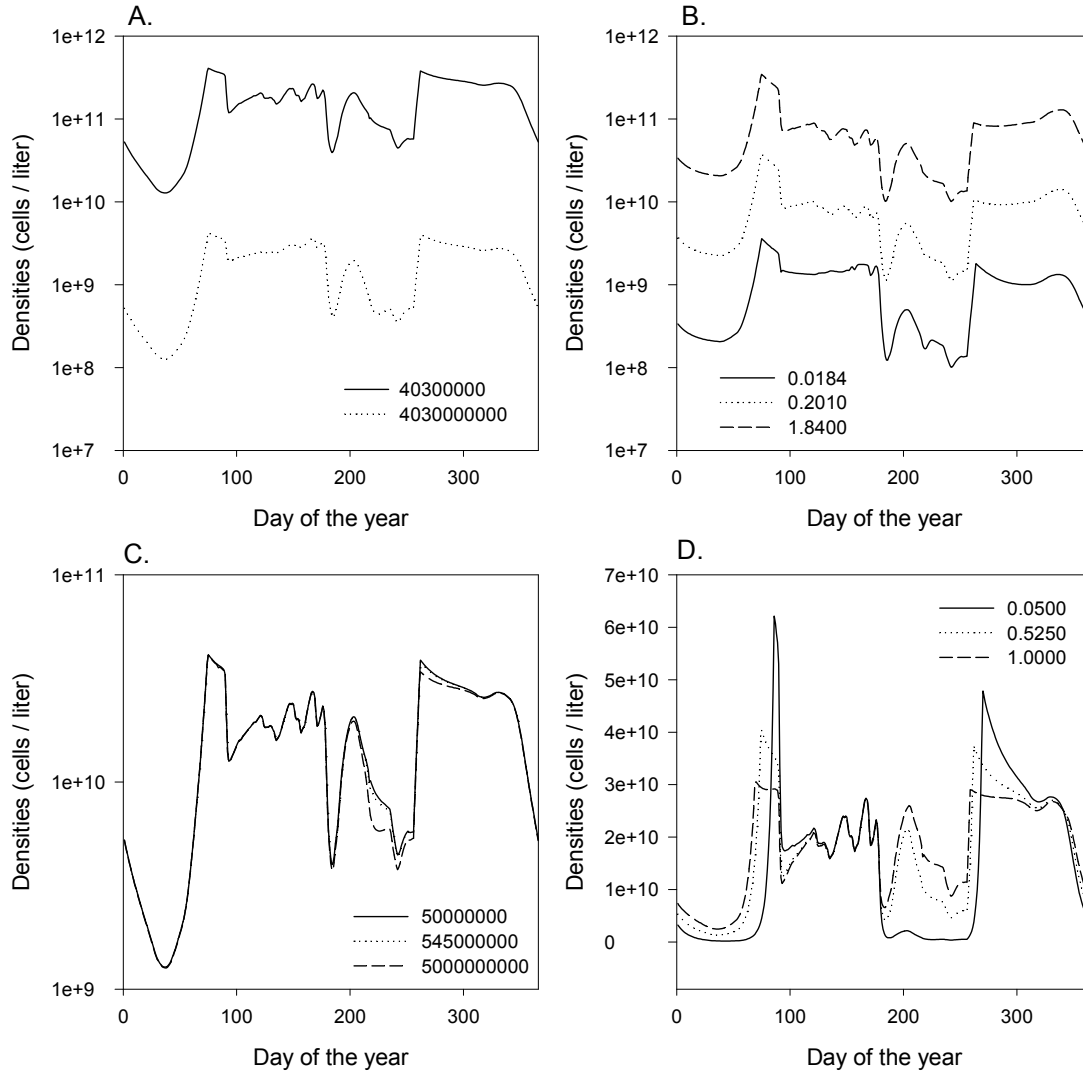 A.
1e+12
1e+11
1e+10
1e+9
1e+8
1e+7
Densities (cells / liter)
40300000
4030000000
0
100
200
300
Day of the year
B.
1e+12
1e+11
1e+10
1e+9
1e+8
1e+7
Densities (cells / liter)
0.0184
0.2010
1.8400
0
100
200
300
Day of the year
C.
1e+11
1e+10
1e+9
Densities (cells / liter)
50000000
545000000
5000000000
0
100
200
300
Day of the year
D.
7e+10
6e+10
5e+10
4e+10
3e+10
2e+10
1e+10
0
Densities (cells / liter)
0.0500
0.5250
1.0000
0
100
200
300
Day of the year